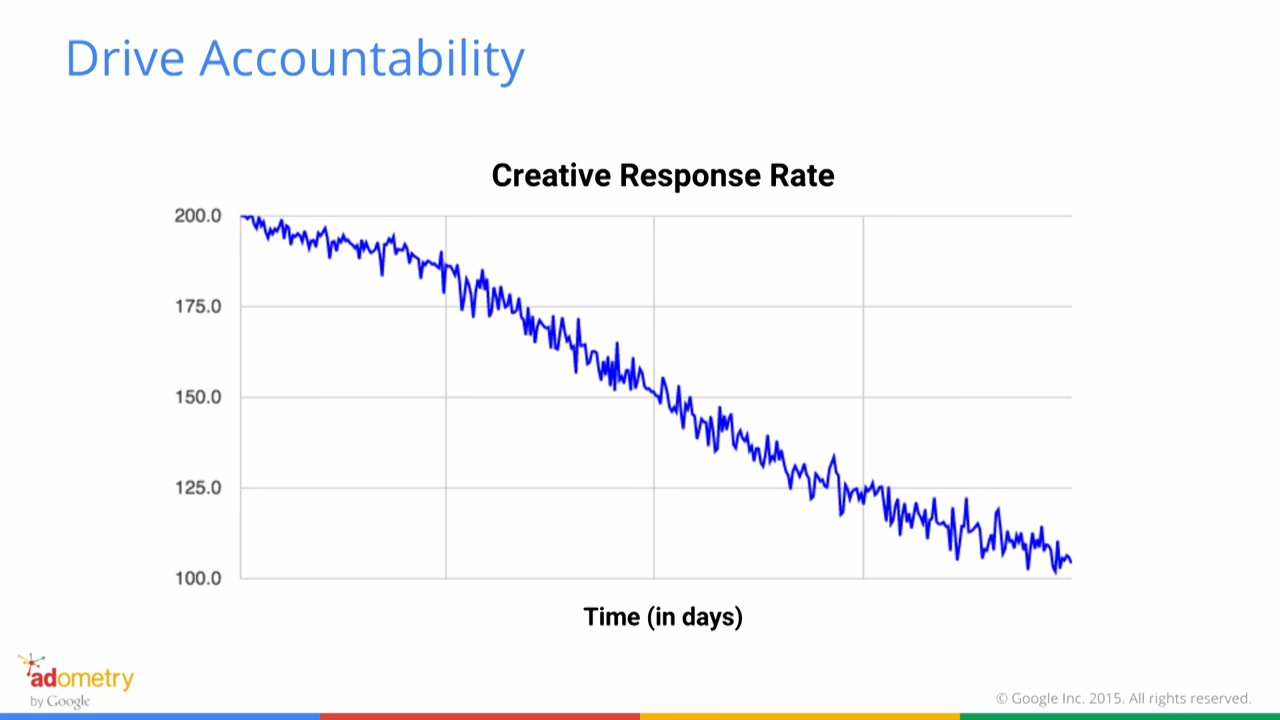 Drive Accountability
Creative Response Rate
200.0
175.0
150.0
125.0
100.0
Time (in days)
adometry
by Google
© Google Inc. 2015. All rights reserved.